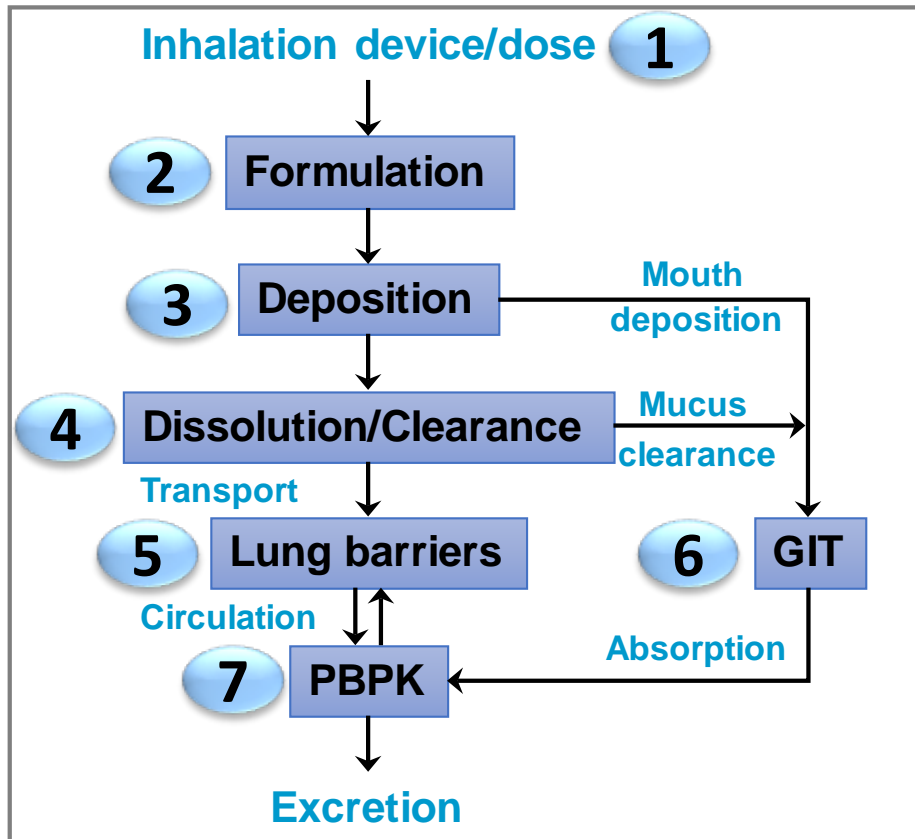 Inhalation device/dose 1
2 Formulation
3 Deposition
Mouth
deposition
4 Dissolution/Clearance
Mucus
clearance
Transport
5 Lung barriers
6 GIT
Circulation
Absorption
7 PBPK
Excretion